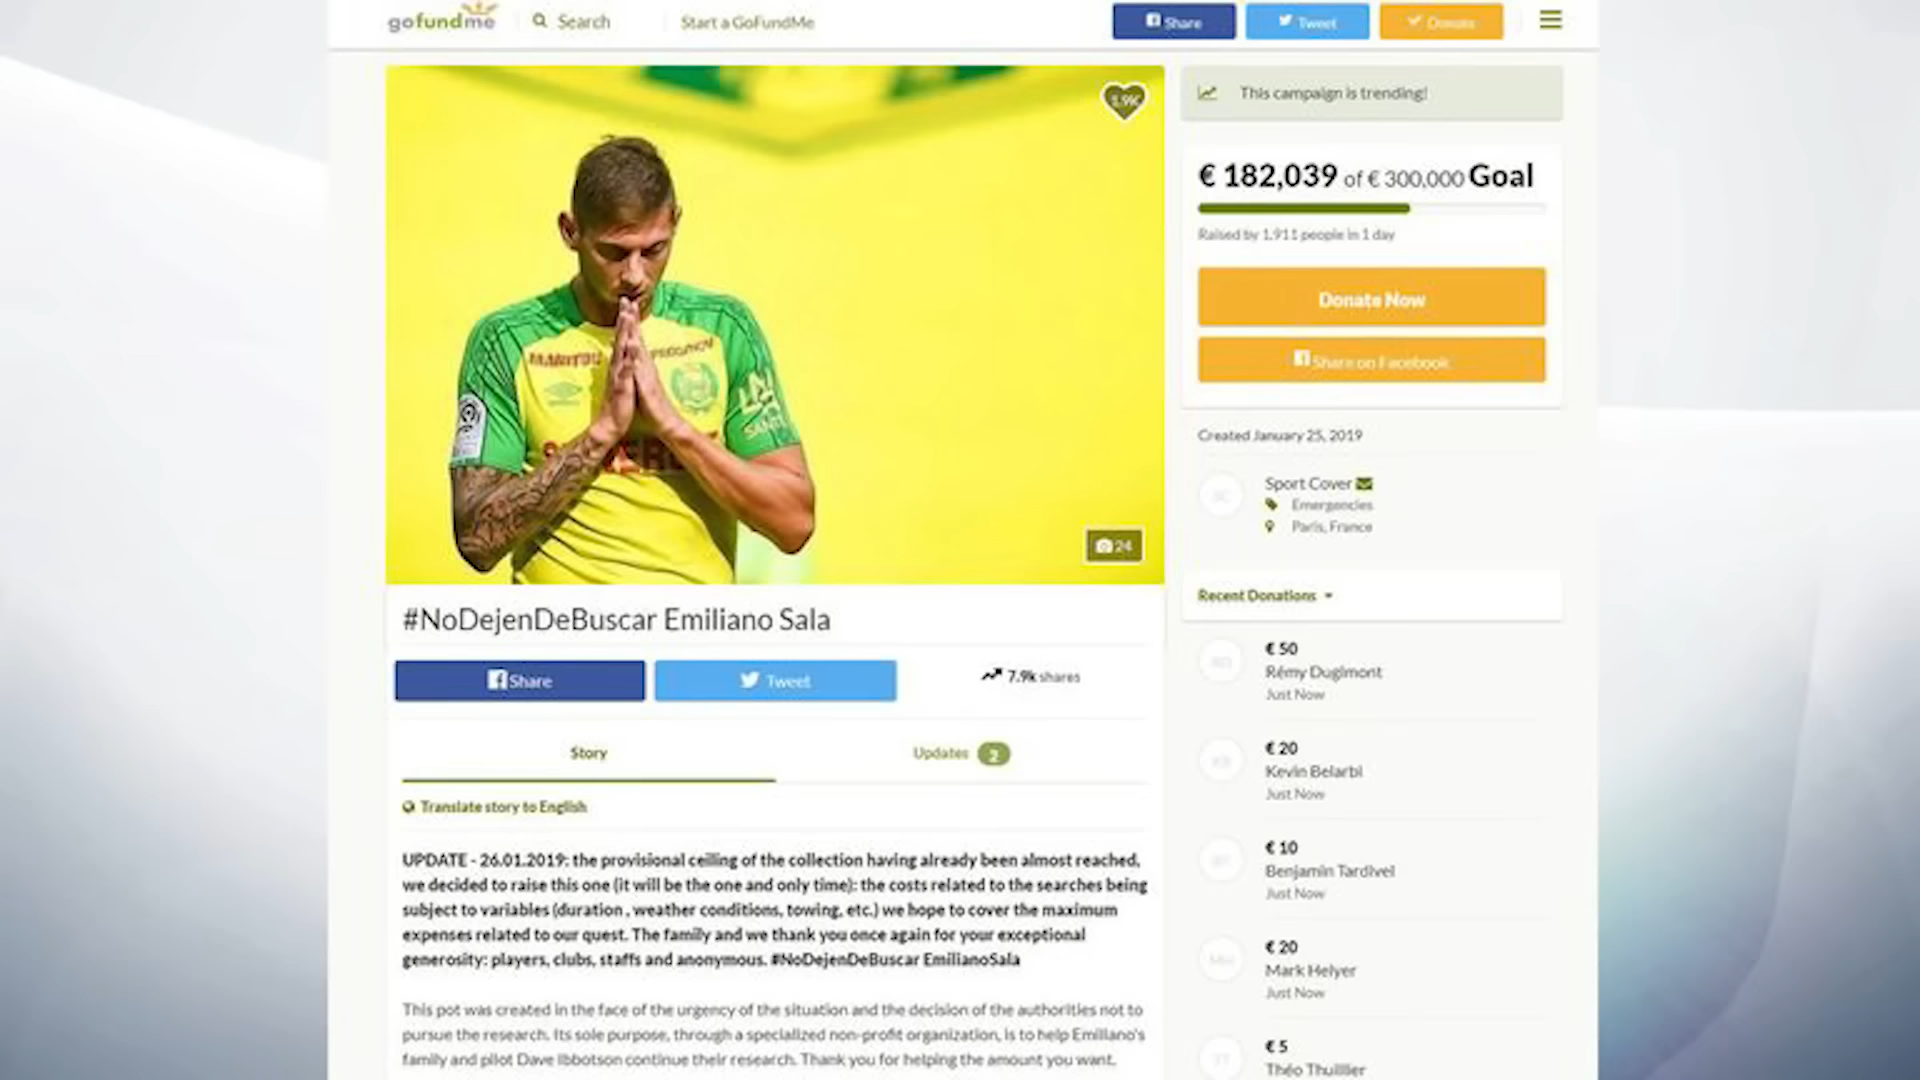 gofundme
Search
Start a GoFundMe
Share
Tweet
Donate
1.9K
MANITOU
LNA
SANTÉ
24
#NoDejenDeBuscar Emiliano Sala
Share
Tweet
7.9k shares
Story
Updates 2
Translate story to English
UPDATE - 26.01.2019: the provisional ceiling of the collection having already been almost reached,
we decided to raise this one (it will be the one and only time): the costs related to the searches being
subject to variables (duration , weather conditions, towing, etc.) we hope to cover the maximum
expenses related to our quest. The family and we thank you once again for your exceptional
generosity: players, clubs, staffs and anonymous. #NoDejenDeBuscar EmilianoSala
This pot was created in the face of the urgency of the situation and the decision of the authorities not to
pursue the research. Its sole purpose, through a specialized non-profit organization, is to help Emiliano's
family and pilot Dave Ibbotson continue their research. Thank you for helping the amount you want.
This campaign is trending!
€ 182,039 of € 300,000 Goal
Raised by 1,911 people in 1 day
Donate Now
Share on Facebook
Created January 25, 2019
Sport Cover
Emergencies
Paris, France
Recent Donations
€ 50
Rémy Dugimont
Just Now
€ 20
Kevin Belarbi
Just Now
€ 10
Benjamin Tardivel
Just Now
€ 20
Mark Helyer
Just Now
€ 5
Théo Thuillier